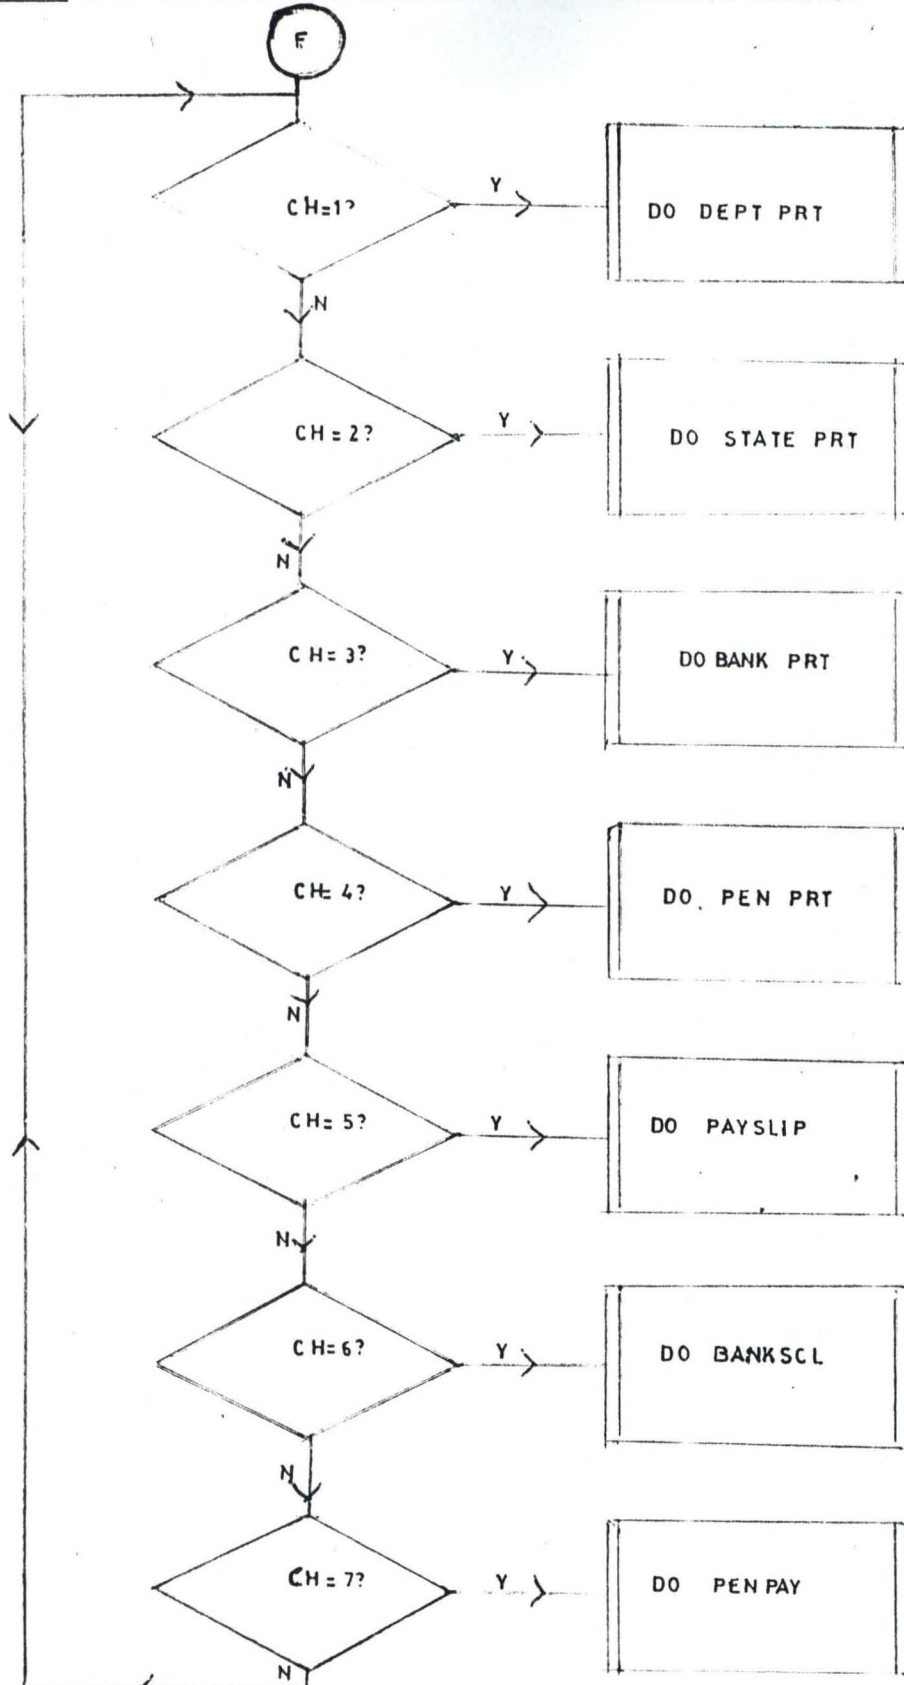 F
CH=1?
Y
DO DEPT PRT
N
CH=2?
Y
DO STATE PRT
N
CH=3?
Y
DO BANK PRT
N
CH=4?
Y
DO. PEN PRT
N
CH=5?
Y
DO PAYSLIP
N
CH=6?
Y
DO BANKSCL
N
CH=7?
Y
DO PEN PAY
N